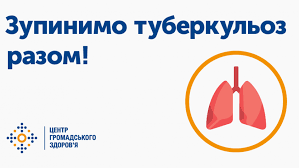 Зупинимо туберкульоз
разом!
ЦЕНТР
ГРОМАДСЬКОГО
ЗДОРОВ'Я